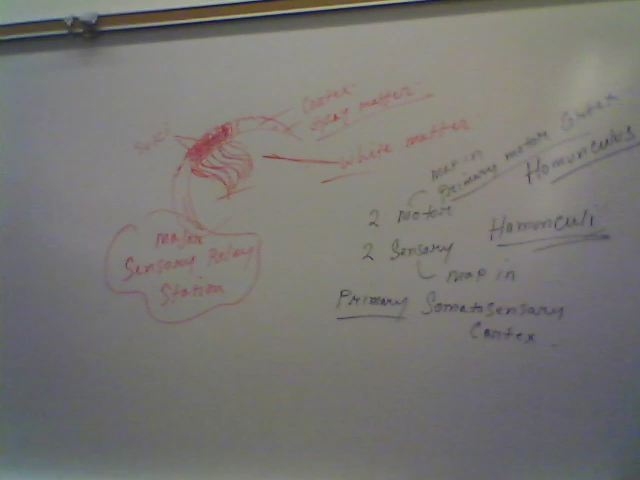 Cortex
gray matter
Sulci
White matter
map in
primary motor Cortex
Homunculus
2 Motor
Homunculi
2 Sensory
map in
Primary Somatosensory
Cortex
Major
Sensory Relay
Station